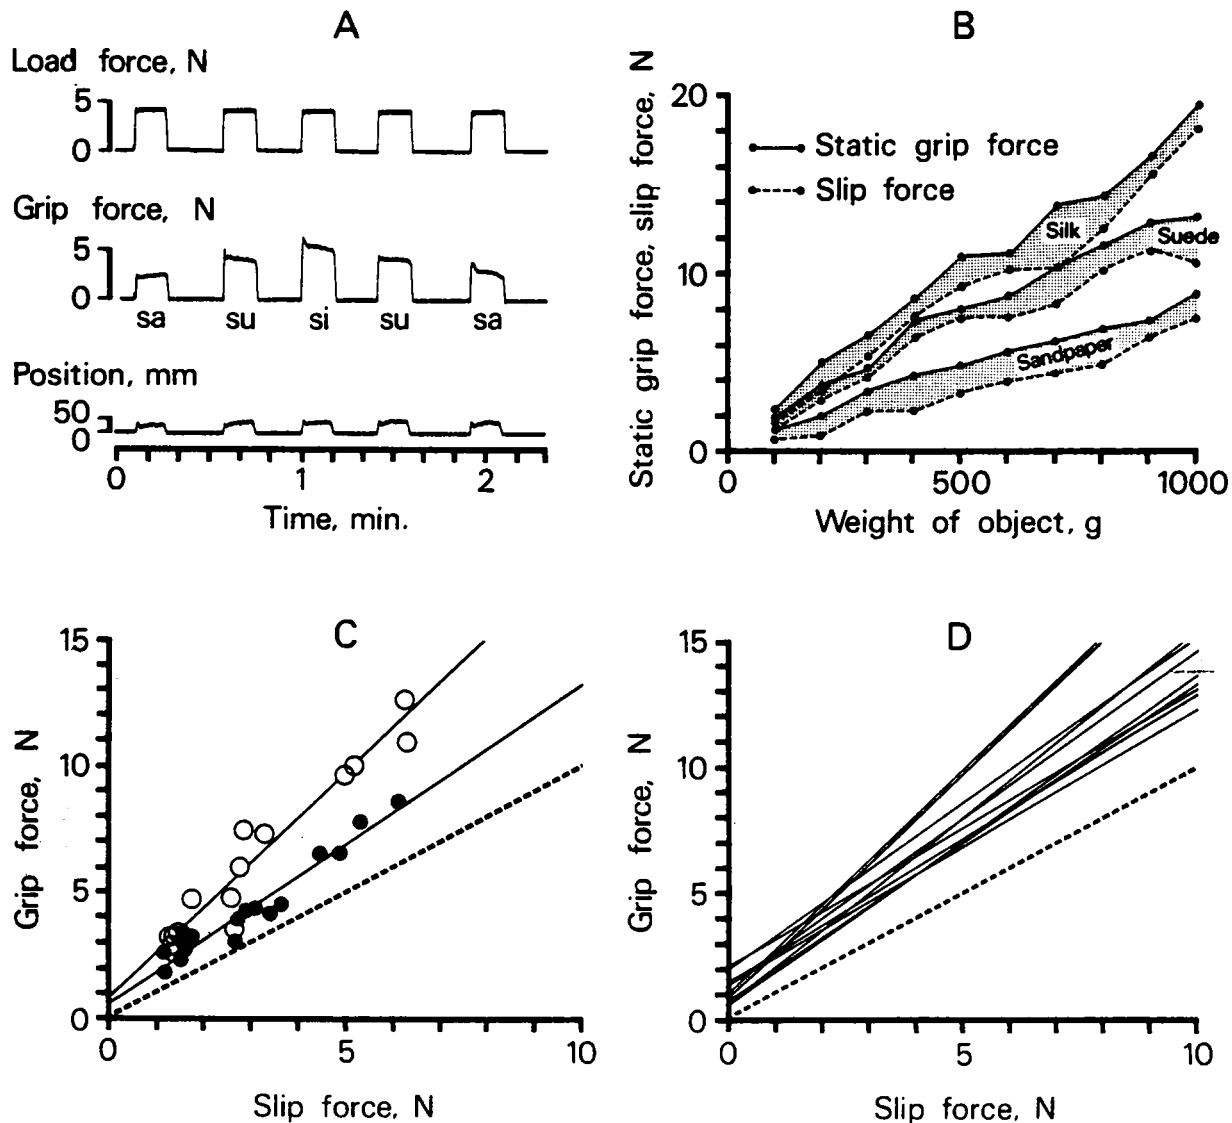 A
Load force, N
5
0
Grip force, N
5
0
sa su si su sa
Position, mm
50
0
0 1 2
Time, min.
B
Static grip force, slip force, N
20
10
0
Static grip force
Slip force
Silk
Suede
Sandpaper
0 500 1000
Weight of object, g
C
Grip force, N
15
10
5
0
0 5 10
Slip force, N
D
Grip force, N
15
10
5
0
0 5 10
Slip force, N